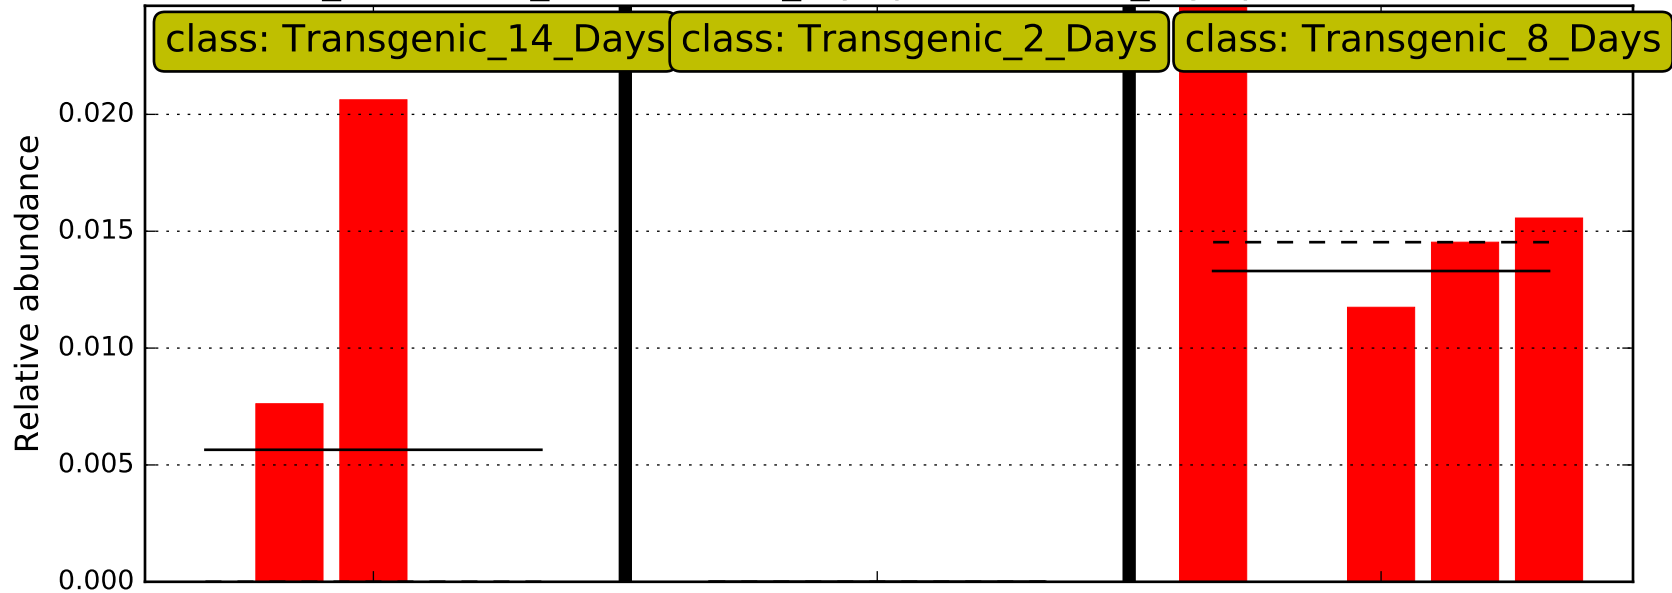 class: Transgenic_14_Days
class: Transgenic_2_Days
class: Transgenic_8_Days
Relative abundance
0.020
0.015
0.010
0.005
0.000